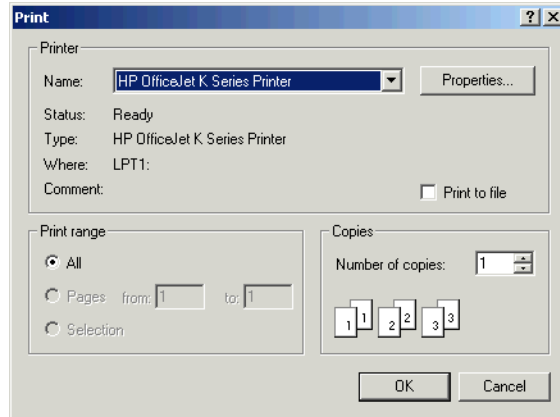 Print
Printer
Name: HP OfficeJet K Series Printer Properties...
Status: Ready
Type: HP OfficeJet K Series Printer
Where: LPT1:
Comment: Print to file
Print range
All
Pages from: 1 to: 1
Selection
Copies
Number of copies: 1
1 1 2 2 3 3
OK Cancel